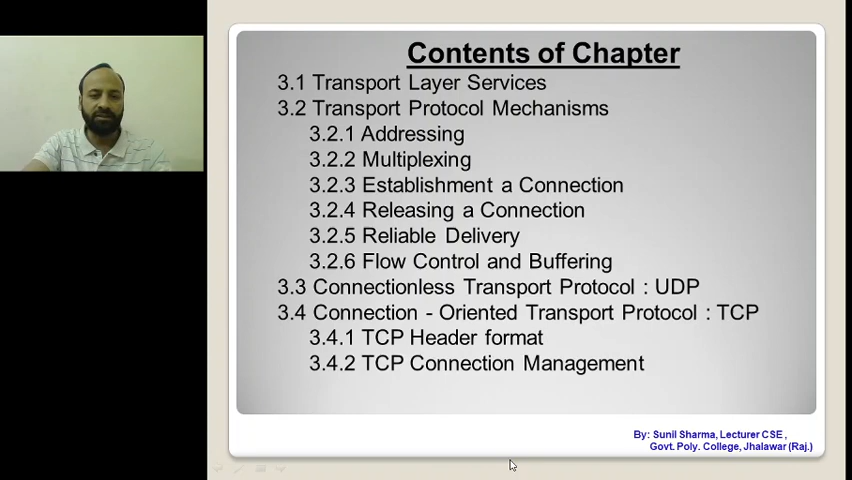 Contents of Chapter
3.1 Transport Layer Services
3.2 Transport Protocol Mechanisms
3.2.1 Addressing
3.2.2 Multiplexing
3.2.3 Establishment a Connection
3.2.4 Releasing a Connection
3.2.5 Reliable Delivery
3.2.6 Flow Control and Buffering
3.3 Connectionless Transport Protocol : UDP
3.4 Connection - Oriented Transport Protocol : TCP
3.4.1 TCP Header format
3.4.2 TCP Connection Management
By: Sunil Sharma, Lecturer CSE ,
Govt. Poly. College, Jhalawar (Raj.)